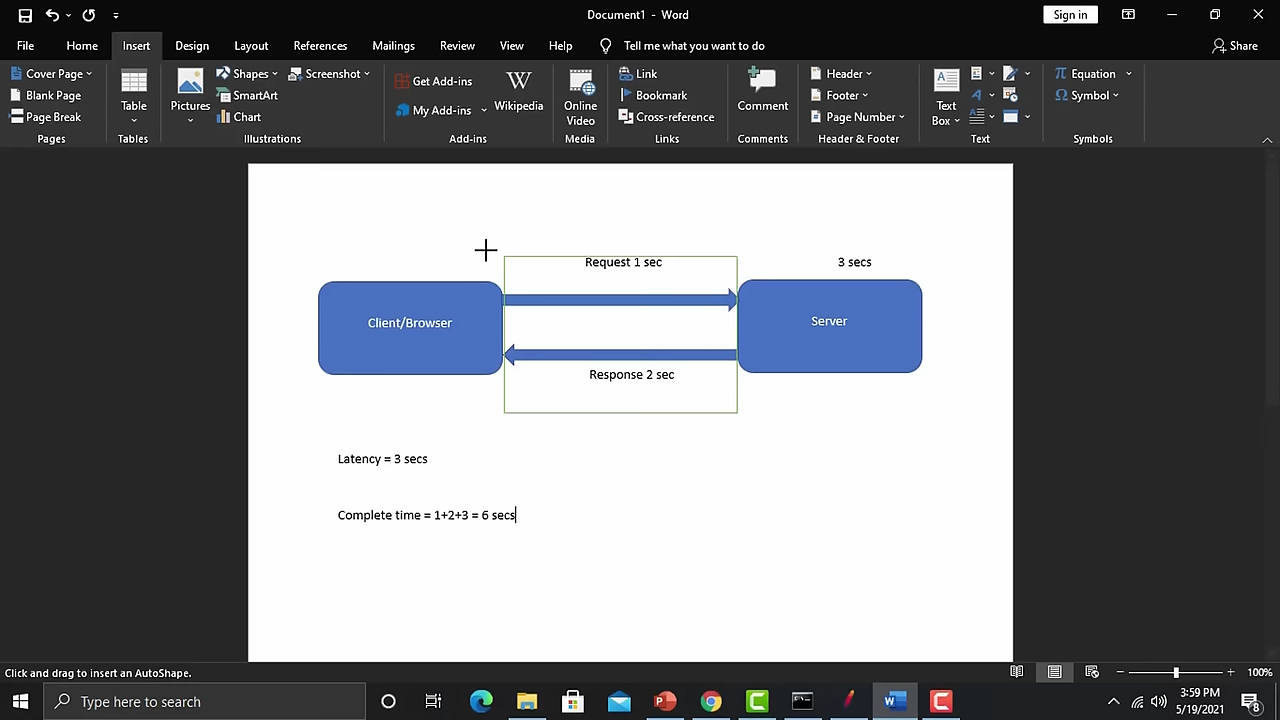 Document1 - Word
Sign in
File Home Insert Design Layout References Mailings Review View Help Tell me what you want to do Share
Cover Page
Blank Page
Page Break
Pages
Table
Tables
Pictures
Shapes
SmartArt
Chart
Screenshot
Illustrations
Get Add-ins
My Add-ins
Wikipedia
Add-ins
Online
Video
Media
Link
Bookmark
Cross-reference
Links
Comment
Comments
Header
Footer
Page Number
Header & Footer
Text
Box
Text
Equation
Symbol
Symbols
Request 1 sec
3 secs
Client/Browser
Server
Response 2 sec
Latency = 3 secs
Complete time = 1+2+3 = 6 secs
Click and drag to insert an AutoShape.
100%
Type here to search
3:59 PM
5/19/2021
8